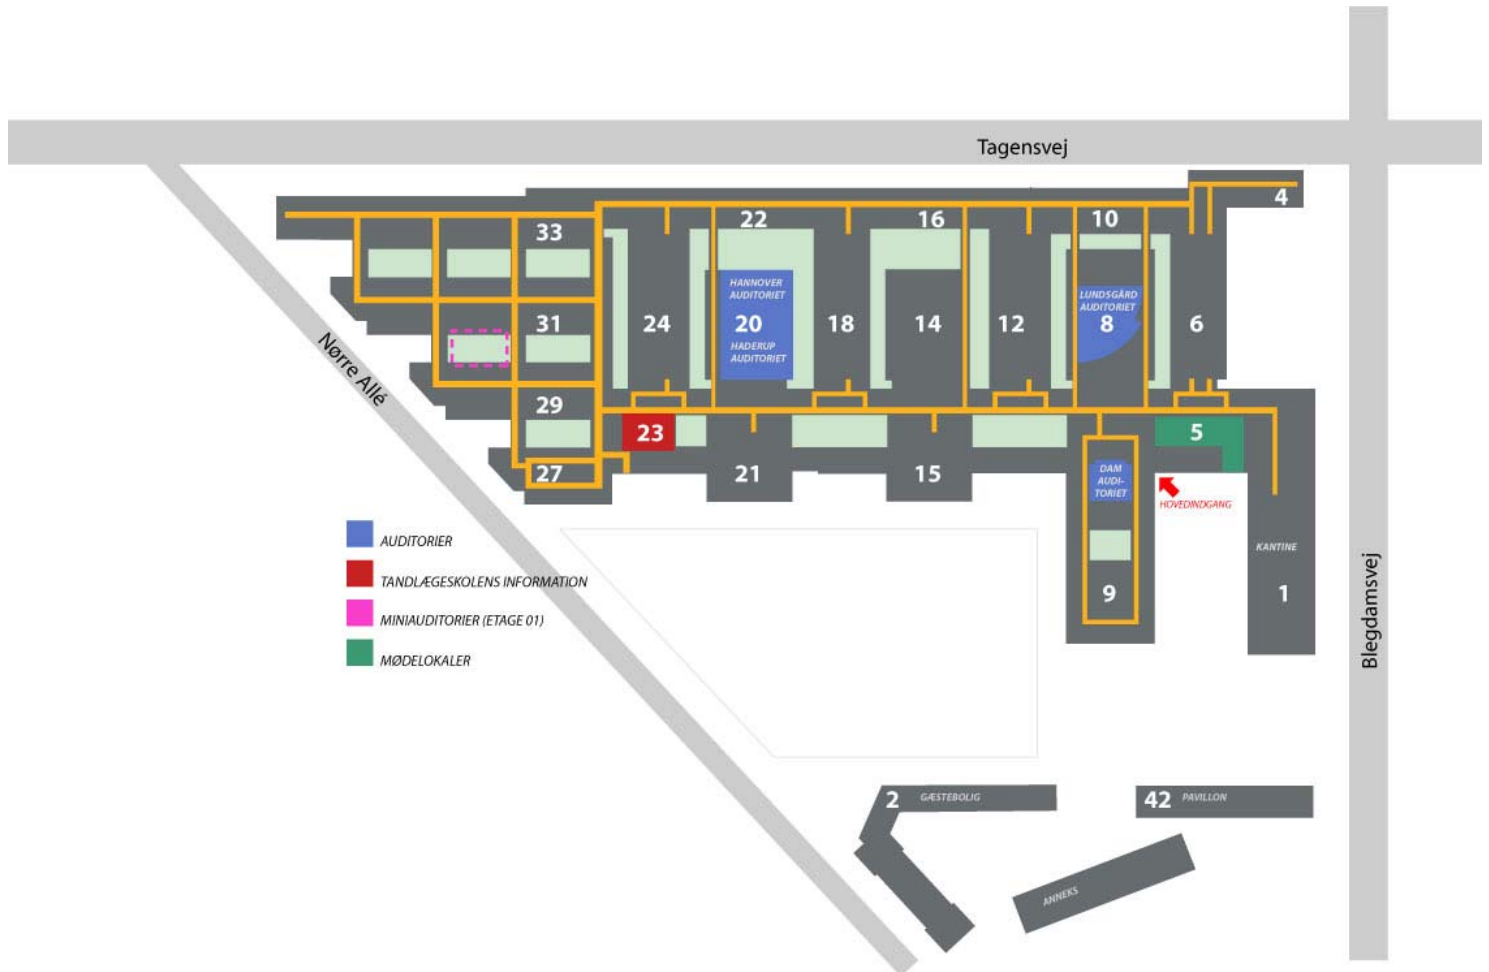 Tagensvej
4
33
22
16
10
HANNOVER
AUDITORIET
LUNDSGÅRD
AUDITORIET
31
24
20
18
14
12
8
6
HADERUP
AUDITORIET
Nørre Allé
29
23
5
27
21
15
DAM
AUDI-
TORIET
HOVEDINDGANG
AUDITORIER
KANTINE
TANDLÆGESKOLENS INFORMATION
9
1
MINIAUDITORIER (ETAGE 01)
Blegdamsvej
MØDELOKALER
2 GÆSTEBOLIG
42 PAVILLON
ANNEKS